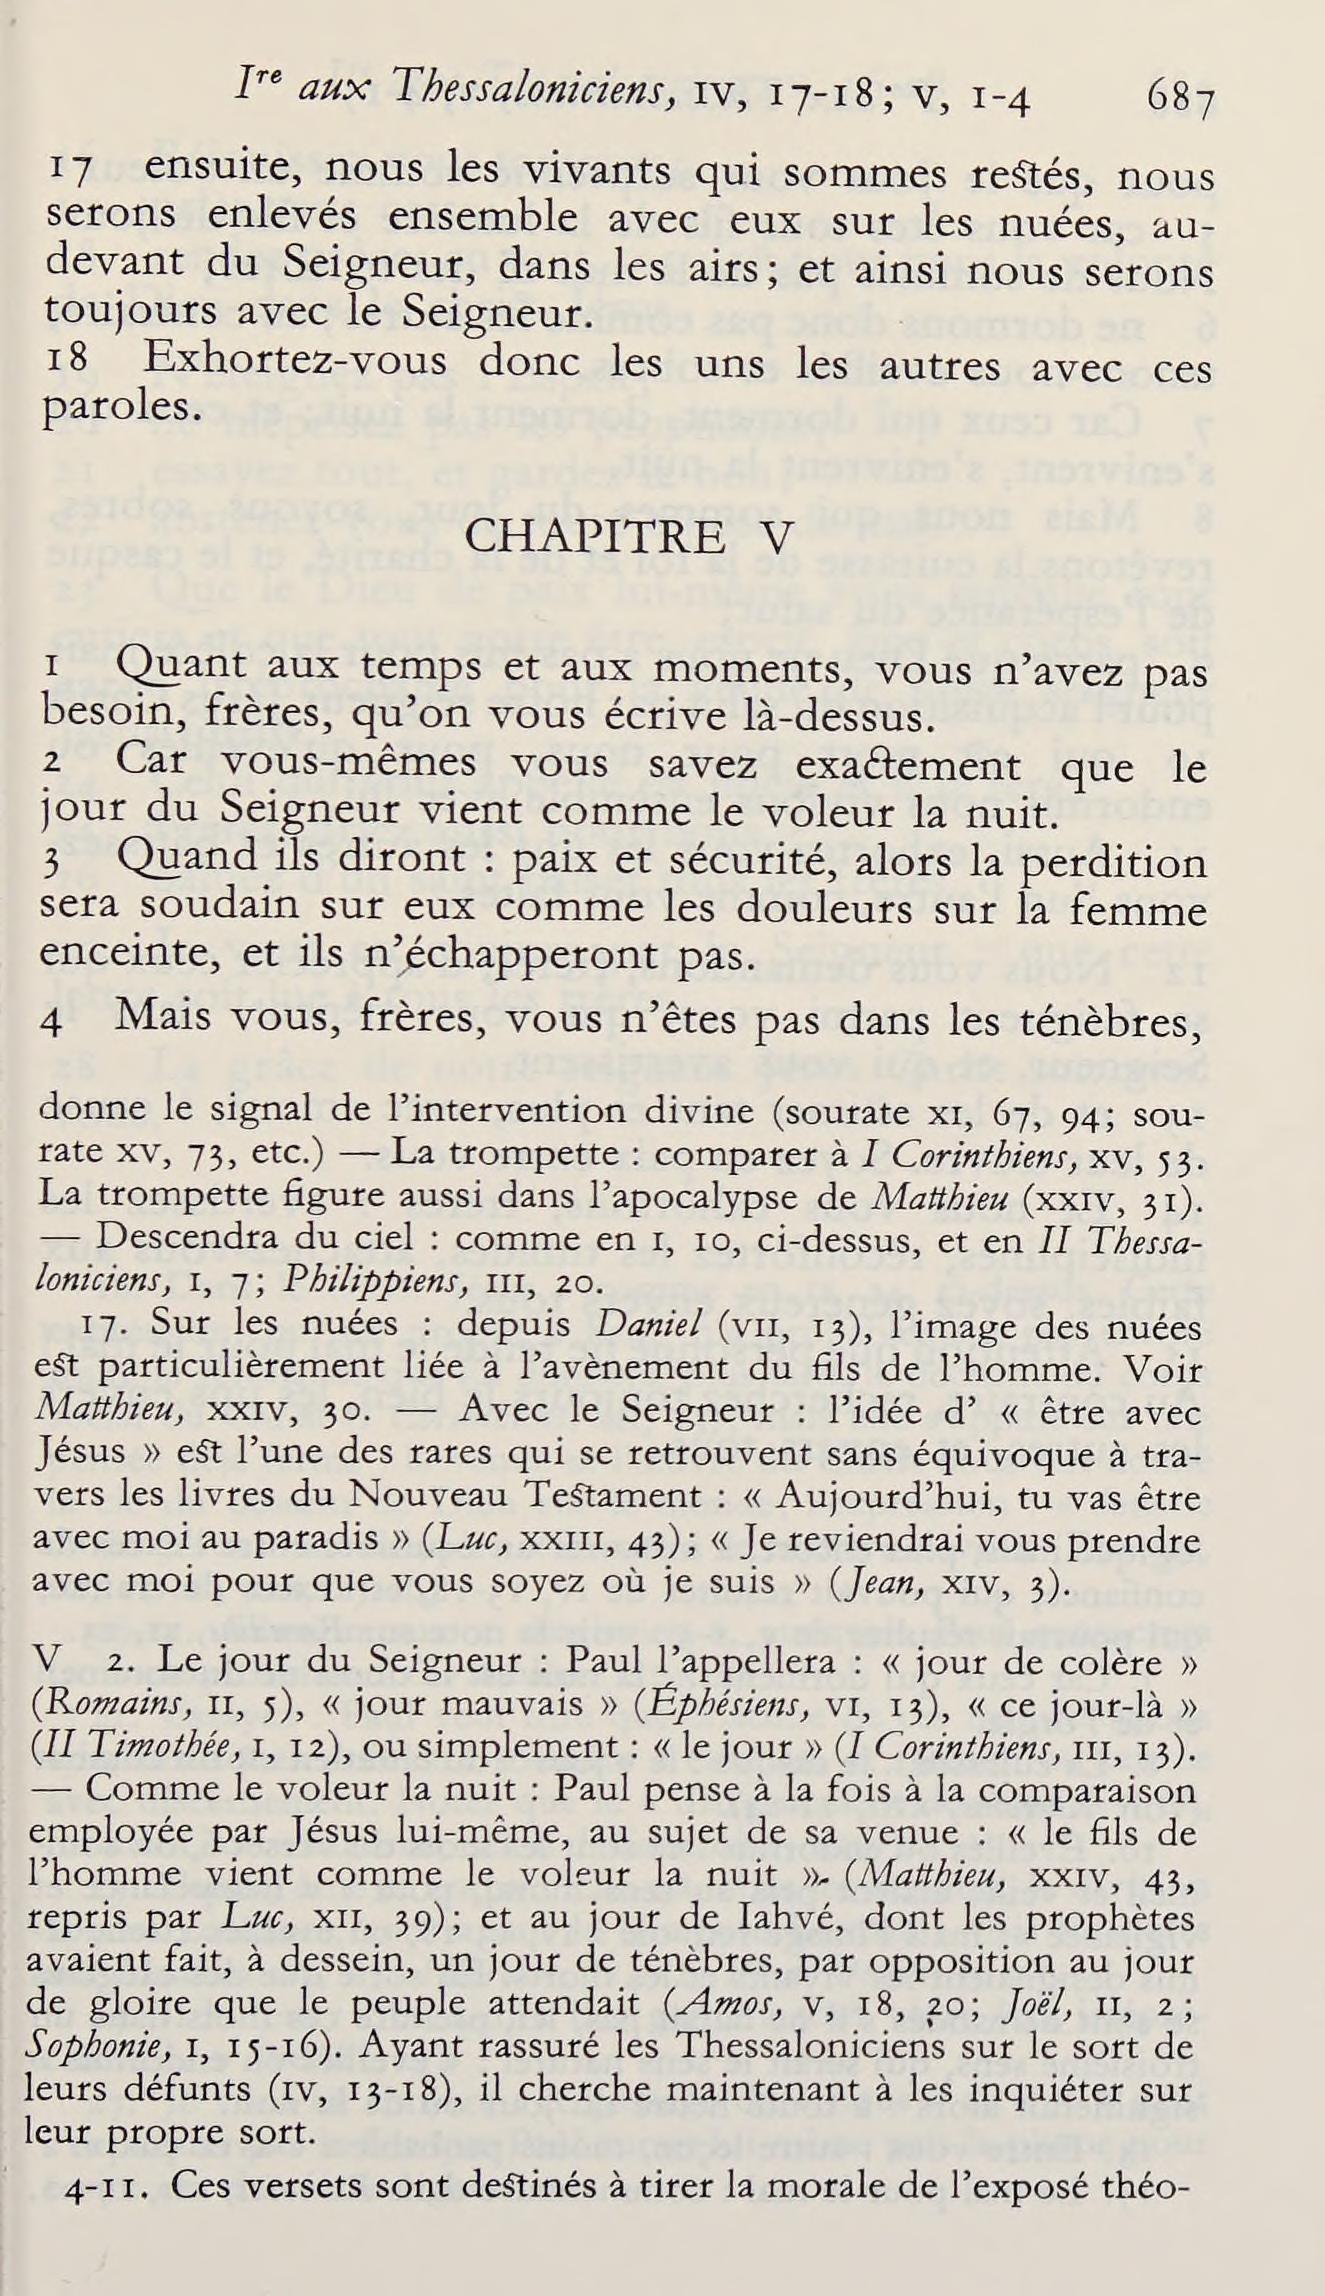 Ire aux Thessaloniciens, IV, 17-18; V, 1-4 687
17 ensuite, nous les vivants qui sommes restés, nous
serons enlevés ensemble avec eux sur les nuées, au-
devant du Seigneur, dans les airs; et ainsi nous serons
toujours avec le Seigneur.
18 Exhortez-vous donc les uns les autres avec ces
paroles.
CHAPITRE V
1 Quant aux temps et aux moments, vous n'avez pas
besoin, frères, qu'on vous écrive là-dessus.
2 Car vous-mêmes vous savez exactement que le
jour du Seigneur vient comme le voleur la nuit.
3 Quand ils diront : paix et sécurité, alors la perdition
sera soudain sur eux comme les douleurs sur la femme
enceinte, et ils n'échapperont pas.
4 Mais vous, frères, vous n'êtes pas dans les ténèbres,
donne le signal de l'intervention divine (sourate XI, 67, 94; sou-
rate XV, 73, etc.) — La trompette : comparer à I Corinthiens, XV, 53.
La trompette figure aussi dans l'apocalypse de Matthieu (XXIV, 31).
— Descendra du ciel : comme en I, 10, ci-dessus, et en II Thessa-
loniciens, I, 7; Philippiens, III, 20.
17. Sur les nuées : depuis Daniel (VII, 13), l'image des nuées
est particulièrement liée à l'avènement du fils de l'homme. Voir
Matthieu, XXIV, 30. — Avec le Seigneur : l'idée d' « être avec
Jésus » est l'une des rares qui se retrouvent sans équivoque à tra-
vers les livres du Nouveau Testament : « Aujourd'hui, tu vas être
avec moi au paradis » (Luc, XXIII, 43); « Je reviendrai vous prendre
avec moi pour que vous soyez où je suis » (Jean, XIV, 3).
V 2. Le jour du Seigneur : Paul l'appellera : « jour de colère »
(Romains, II, 5), « jour mauvais » (Éphésiens, VI, 13), « ce jour-là »
(II Timothée, I, 12), ou simplement : « le jour » (I Corinthiens, III, 13).
— Comme le voleur la nuit : Paul pense à la fois à la comparaison
employée par Jésus lui-même, au sujet de sa venue : « le fils de
l'homme vient comme le voleur la nuit » (Matthieu, XXIV, 43,
repris par Luc, XII, 39); et au jour de Iahvé, dont les prophètes
avaient fait, à dessein, un jour de ténèbres, par opposition au jour
de gloire que le peuple attendait (Amos, V, 18, 20; Joël, II, 2;
Sophonie, I, 15-16). Ayant rassuré les Thessaloniciens sur le sort de
leurs défunts (IV, 13-18), il cherche maintenant à les inquiéter sur
leur propre sort.
4-11. Ces versets sont destinés à tirer la morale de l'exposé théo-